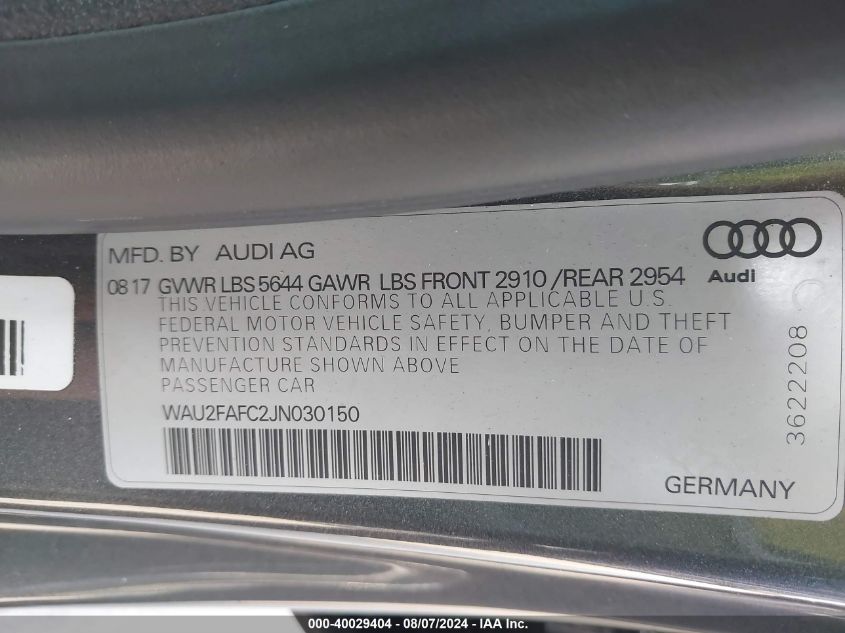 MFD. BY AUDI AG
Audi
08 17 GVWR LBS 5644 GAWR LBS FRONT 2910 /REAR 2954
THIS VEHICLE CONFORMS TO ALL APPLICABLE U.S.
FEDERAL MOTOR VEHICLE SAFETY, BUMPER AND THEFT
PREVENTION STANDARDS IN EFFECT ON THE DATE OF
MANUFACTURE SHOWN ABOVE
PASSENGER CAR
WAU2FAFC2JN030150
3622208
GERMANY
000-40029404 - 08/07/2024 - IAA Inc.